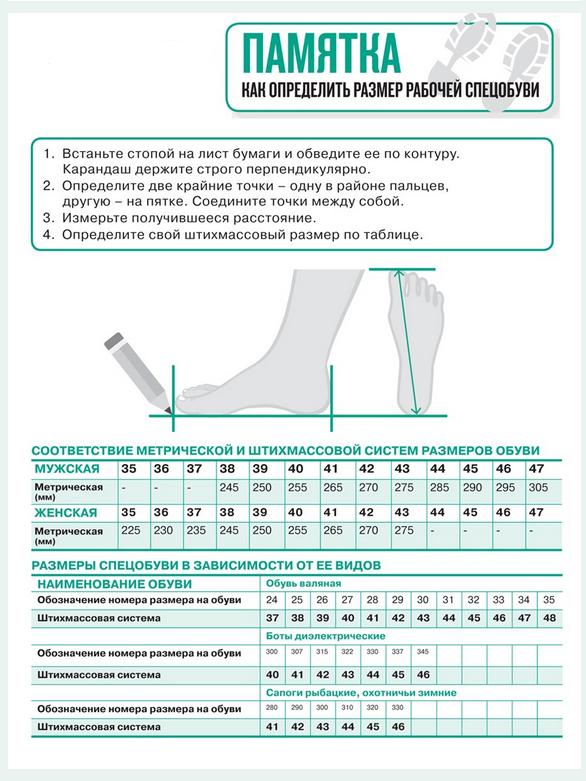 ПАМЯТКА
КАК ОПРЕДЕЛИТЬ РАЗМЕР РАБОЧЕЙ СПЕЦОБУВИ
1. Встаньте стопой на лист бумаги и обведите ее по контуру.
Карандаш держите строго перпендикулярно.
2. Определите две крайние точки – одну в районе пальцев,
другую – на пятке. Соедините точки между собой.
3. Измерьте получившееся расстояние.
4. Определите свой штихмассовый размер по таблице.
СООТВЕТСТВИЕ МЕТРИЧЕСКОЙ И ШТИХМАССОВОЙ СИСТЕМ РАЗМЕРОВ ОБУВИ
МУЖСКАЯ 35 36 37 38 39 40 41 42 43 44 45 46 47
Метрическая - - - 245 250 255 265 270 275 285 290 295 305
(мм)
ЖЕНСКАЯ 35 36 37 38 39 40 41 42 43 44 45 46 47
Метрическая 225 230 235 245 250 255 265 270 275 - - - -
(мм)
РАЗМЕРЫ СПЕЦОБУВИ В ЗАВИСИМОСТИ ОТ ЕЕ ВИДОВ
НАИМЕНОВАНИЕ ОБУВИ Обувь валяная
Обозначение номера размера на обуви 24 25 26 27 28 29 30 31 32 33 34 35
Штихмассовая система 37 38 39 40 41 42 43 44 45 46 47 48
Боты диэлектрические
Обозначение номера размера на обуви 300 307 315 322 330 337 345
Штихмассовая система 40 41 42 43 44 45 46
Сапоги рыбацкие, охотничьи зимние
Обозначение номера размера на обуви 280 290 300 310 320 330
Штихмассовая система 41 42 43 44 45 46